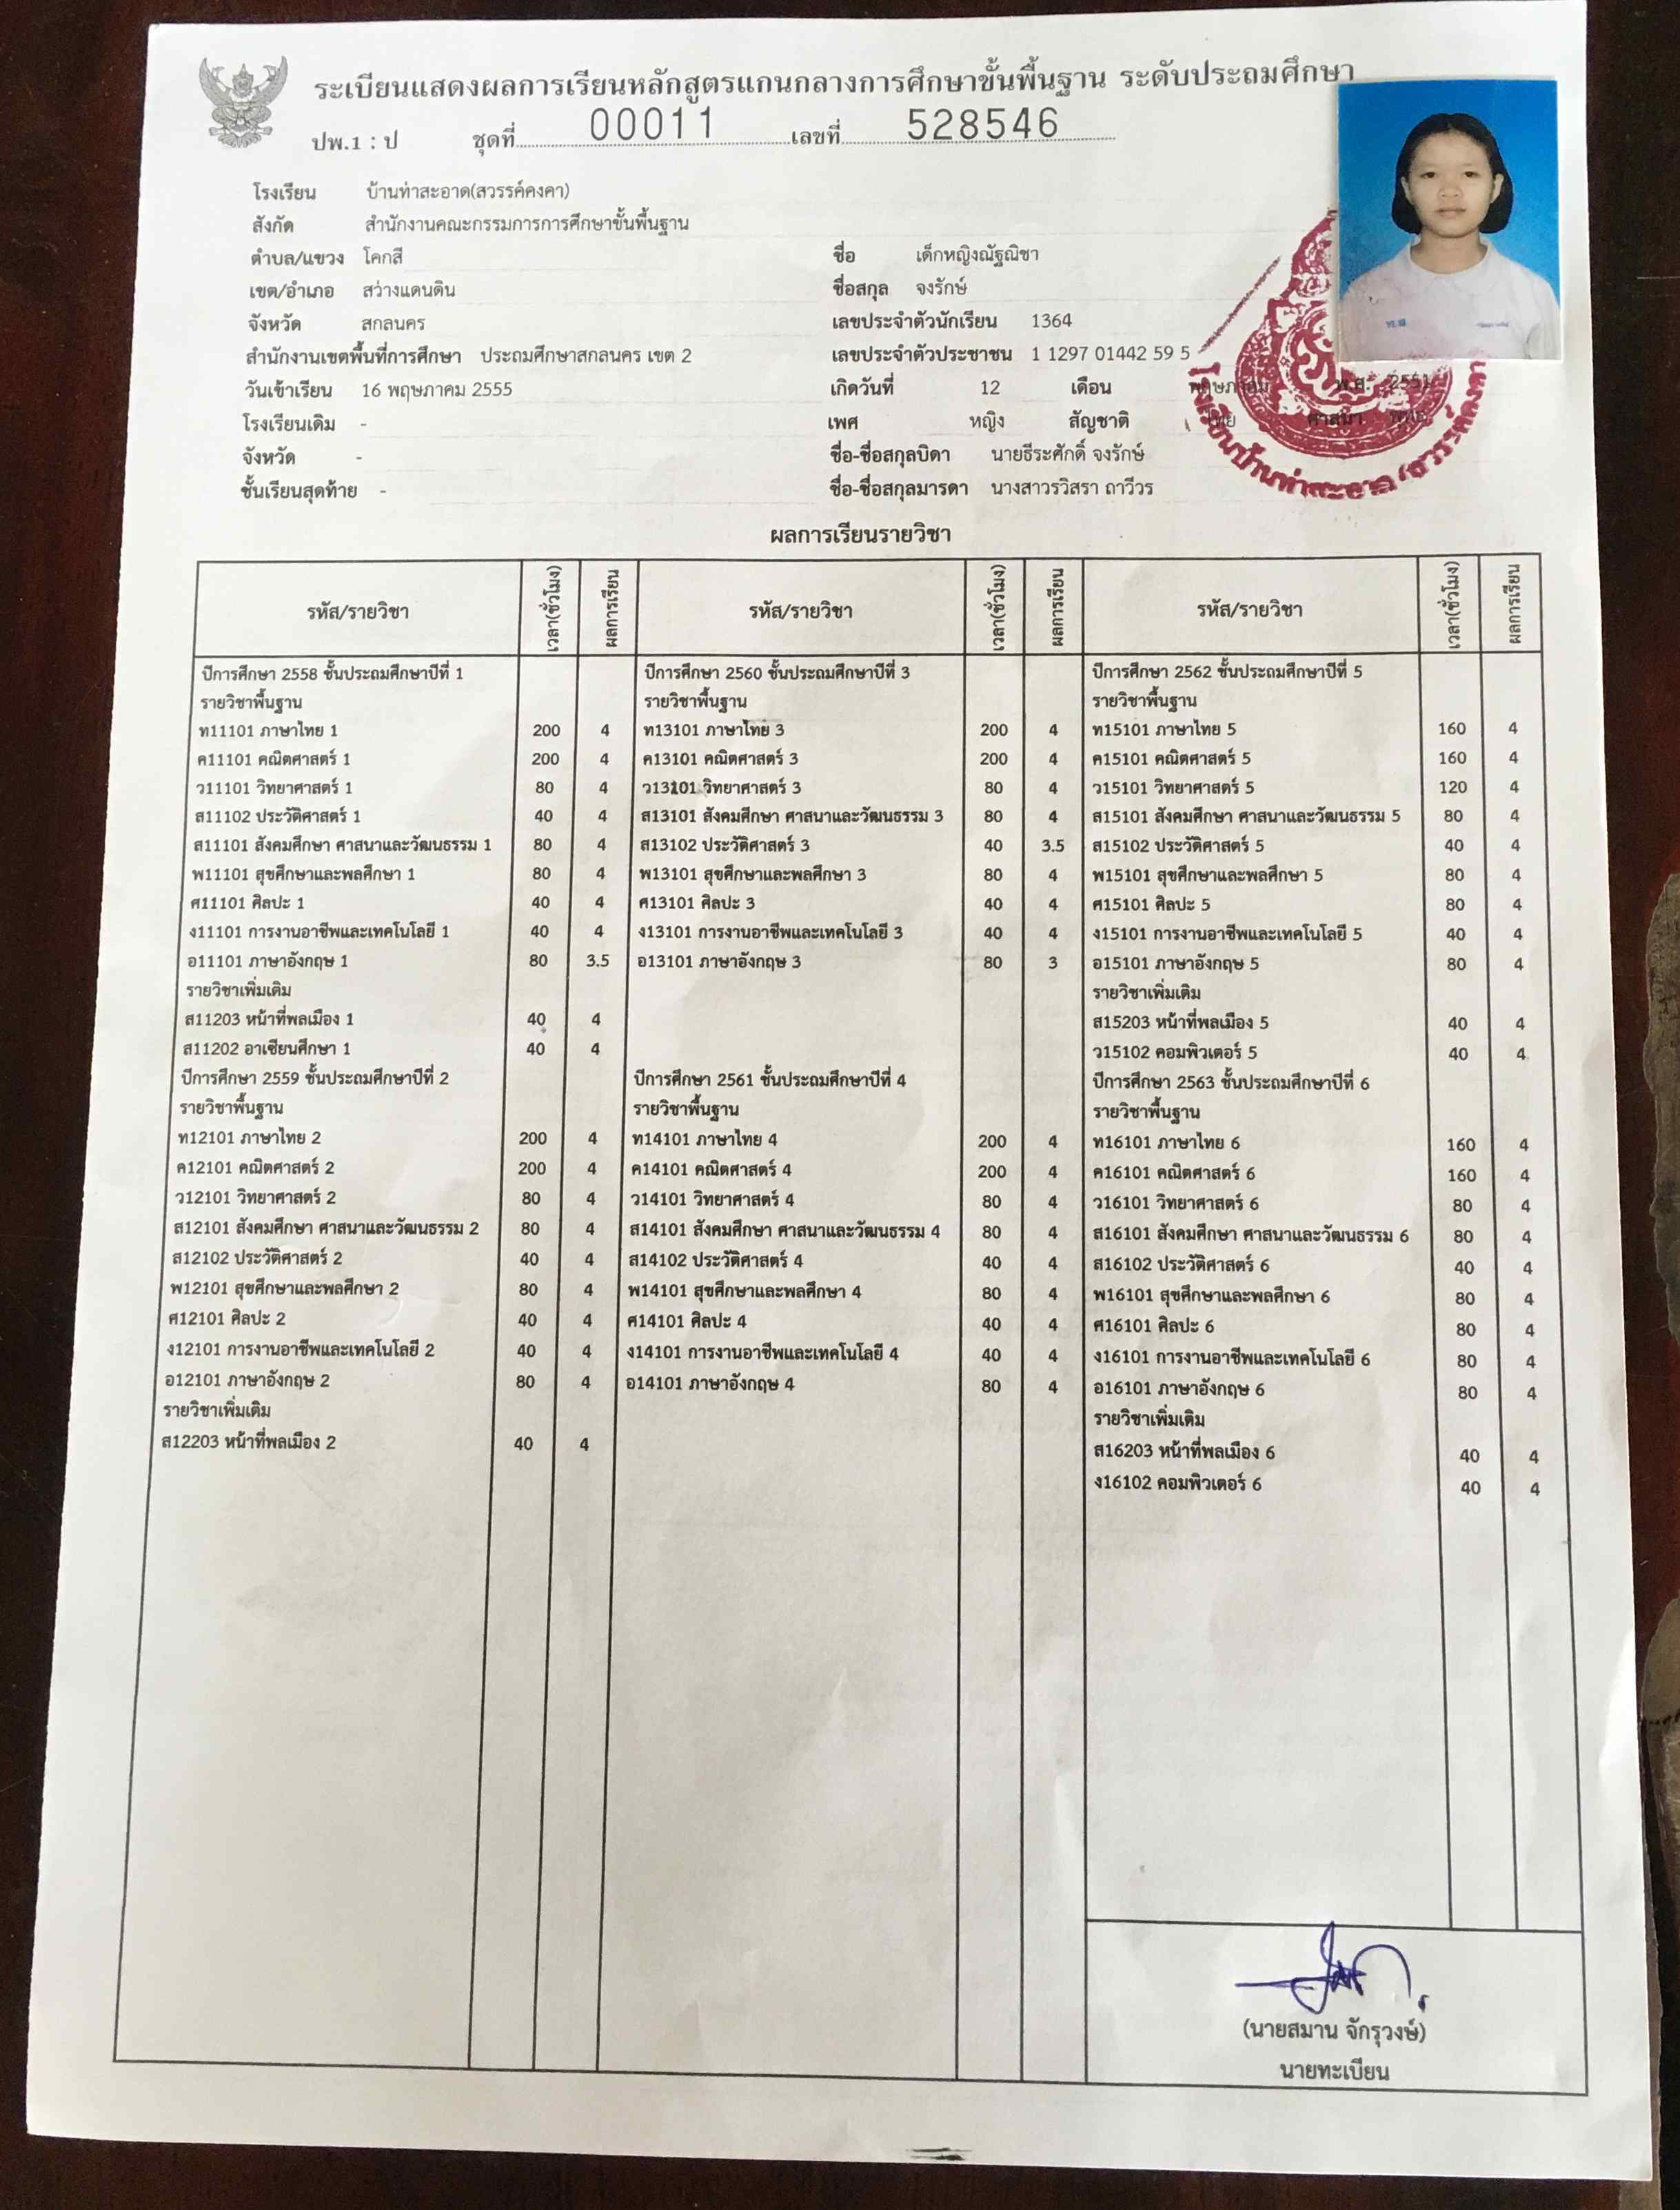 ระเบียนแสดงผลการเรียนหลักสูตรแกนกลางการศึกษาขั้นพื้นฐาน ระดับประถมศึกษา
ปพ.1 : ป ชุดที่ 00011 เลขที่ 528546
โรงเรียน บ้านท่าสะอาด(สวรรค์คงคา)
สังกัด สำนักงานคณะกรรมการการศึกษาขั้นพื้นฐาน
ตำบล/แขวง โคกสี
เขต/อำเภอ สว่างแดนดิน
จังหวัด สกลนคร
สำนักงานเขตพื้นที่การศึกษา ประถมศึกษาสกลนคร เขต 2
วันเข้าเรียน 16 พฤษภาคม 2555
โรงเรียนเดิม -
จังหวัด -
ชั้นเรียนสุดท้าย -
ชื่อ เด็กหญิงณัฐณิชา
ชื่อสกุล จงรักษ์
เลขประจำตัวนักเรียน 1364
เลขประจำตัวประชาชน 1 1297 01442 59 5
เกิดวันที่ 12 เดือน พฤษภาคม พ.ศ. 2551
เพศ หญิง สัญชาติ ไทย ศาสนา พุทธ
ชื่อ-ชื่อสกุลบิดา นายธีระศักดิ์ จงรักษ์
ชื่อ-ชื่อสกุลมารดา นางสาวรวิสรา ถาวีวร
โรงเรียนบ้านท่าสะอาด (สวรรค์คงคา)
ผลการเรียนรายวิชา
รหัส/รายวิชา เวลา(ชั่วโมง) ผลการเรียน
ปีการศึกษา 2558 ชั้นประถมศึกษาปีที่ 1
รายวิชาพื้นฐาน
ท11101 ภาษาไทย 1 200 4
ค11101 คณิตศาสตร์ 1 200 4
ว11101 วิทยาศาสตร์ 1 80 4
ส11102 ประวัติศาสตร์ 1 40 4
ส11101 สังคมศึกษา ศาสนาและวัฒนธรรม 1 80 4
พ11101 สุขศึกษาและพลศึกษา 1 80 4
ศ11101 ศิลปะ 1 40 4
ง11101 การงานอาชีพและเทคโนโลยี 1 40 4
อ11101 ภาษาอังกฤษ 1 80 3.5
รายวิชาเพิ่มเติม
ส11203 หน้าที่พลเมือง 1 40 4
ส11202 อาเซียนศึกษา 1 40 4
ปีการศึกษา 2559 ชั้นประถมศึกษาปีที่ 2
รายวิชาพื้นฐาน
ท12101 ภาษาไทย 2 200 4
ค12101 คณิตศาสตร์ 2 200 4
ว12101 วิทยาศาสตร์ 2 80 4
ส12101 สังคมศึกษา ศาสนาและวัฒนธรรม 2 80 4
ส12102 ประวัติศาสตร์ 2 40 4
พ12101 สุขศึกษาและพลศึกษา 2 80 4
ศ12101 ศิลปะ 2 40 4
ง12101 การงานอาชีพและเทคโนโลยี 2 40 4
อ12101 ภาษาอังกฤษ 2 80 4
รายวิชาเพิ่มเติม
ส12203 หน้าที่พลเมือง 2 40 4
รหัส/รายวิชา เวลา(ชั่วโมง) ผลการเรียน
ปีการศึกษา 2560 ชั้นประถมศึกษาปีที่ 3
รายวิชาพื้นฐาน
ท13101 ภาษาไทย 3 200 4
ค13101 คณิตศาสตร์ 3 200 4
ว13101 วิทยาศาสตร์ 3 80 4
ส13101 สังคมศึกษา ศาสนาและวัฒนธรรม 3 80 4
ส13102 ประวัติศาสตร์ 3 40 3.5
พ13101 สุขศึกษาและพลศึกษา 3 80 4
ศ13101 ศิลปะ 3 40 4
ง13101 การงานอาชีพและเทคโนโลยี 3 40 4
อ13101 ภาษาอังกฤษ 3 80 3
ปีการศึกษา 2561 ชั้นประถมศึกษาปีที่ 4
รายวิชาพื้นฐาน
ท14101 ภาษาไทย 4 200 4
ค14101 คณิตศาสตร์ 4 200 4
ว14101 วิทยาศาสตร์ 4 80 4
ส14101 สังคมศึกษา ศาสนาและวัฒนธรรม 4 80 4
ส14102 ประวัติศาสตร์ 4 40 4
พ14101 สุขศึกษาและพลศึกษา 4 80 4
ศ14101 ศิลปะ 4 40 4
ง14101 การงานอาชีพและเทคโนโลยี 4 40 4
อ14101 ภาษาอังกฤษ 4 80 4
รหัส/รายวิชา เวลา(ชั่วโมง) ผลการเรียน
ปีการศึกษา 2562 ชั้นประถมศึกษาปีที่ 5
รายวิชาพื้นฐาน
ท15101 ภาษาไทย 5 160 4
ค15101 คณิตศาสตร์ 5 160 4
ว15101 วิทยาศาสตร์ 5 120 4
ส15101 สังคมศึกษา ศาสนาและวัฒนธรรม 5 80 4
ส15102 ประวัติศาสตร์ 5 40 4
พ15101 สุขศึกษาและพลศึกษา 5 80 4
ศ15101 ศิลปะ 5 80 4
ง15101 การงานอาชีพและเทคโนโลยี 5 40 4
อ15101 ภาษาอังกฤษ 5 80 4
รายวิชาเพิ่มเติม
ส15203 หน้าที่พลเมือง 5 40 4
ว15102 คอมพิวเตอร์ 5 40 4
ปีการศึกษา 2563 ชั้นประถมศึกษาปีที่ 6
รายวิชาพื้นฐาน
ท16101 ภาษาไทย 6 160 4
ค16101 คณิตศาสตร์ 6 160 4
ว16101 วิทยาศาสตร์ 6 80 4
ส16101 สังคมศึกษา ศาสนาและวัฒนธรรม 6 80 4
ส16102 ประวัติศาสตร์ 6 40 4
พ16101 สุขศึกษาและพลศึกษา 6 80 4
ศ16101 ศิลปะ 6 80 4
ง16101 การงานอาชีพและเทคโนโลยี 6 80 4
อ16101 ภาษาอังกฤษ 6 80 4
รายวิชาเพิ่มเติม
ส16203 หน้าที่พลเมือง 6 40 4
ง16102 คอมพิวเตอร์ 6 40 4
(นายสมาน จักรุวงษ์)
นายทะเบียน